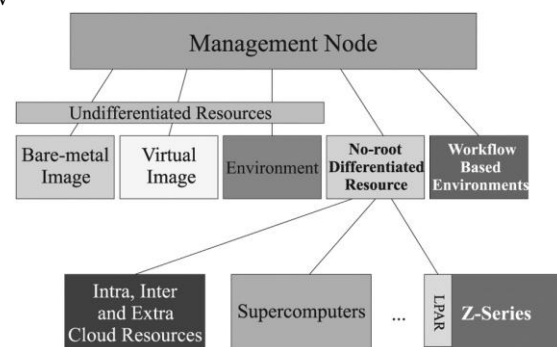 Management Node
Undifferentiated Resources
Bare-metal
Image
Virtual
Image
Environment
No-root
Differentiated
Resource
Workflow
Based
Environments
Intra, Inter
and Extra
Cloud Resources
Supercomputers
...
LPAR
Z-Series